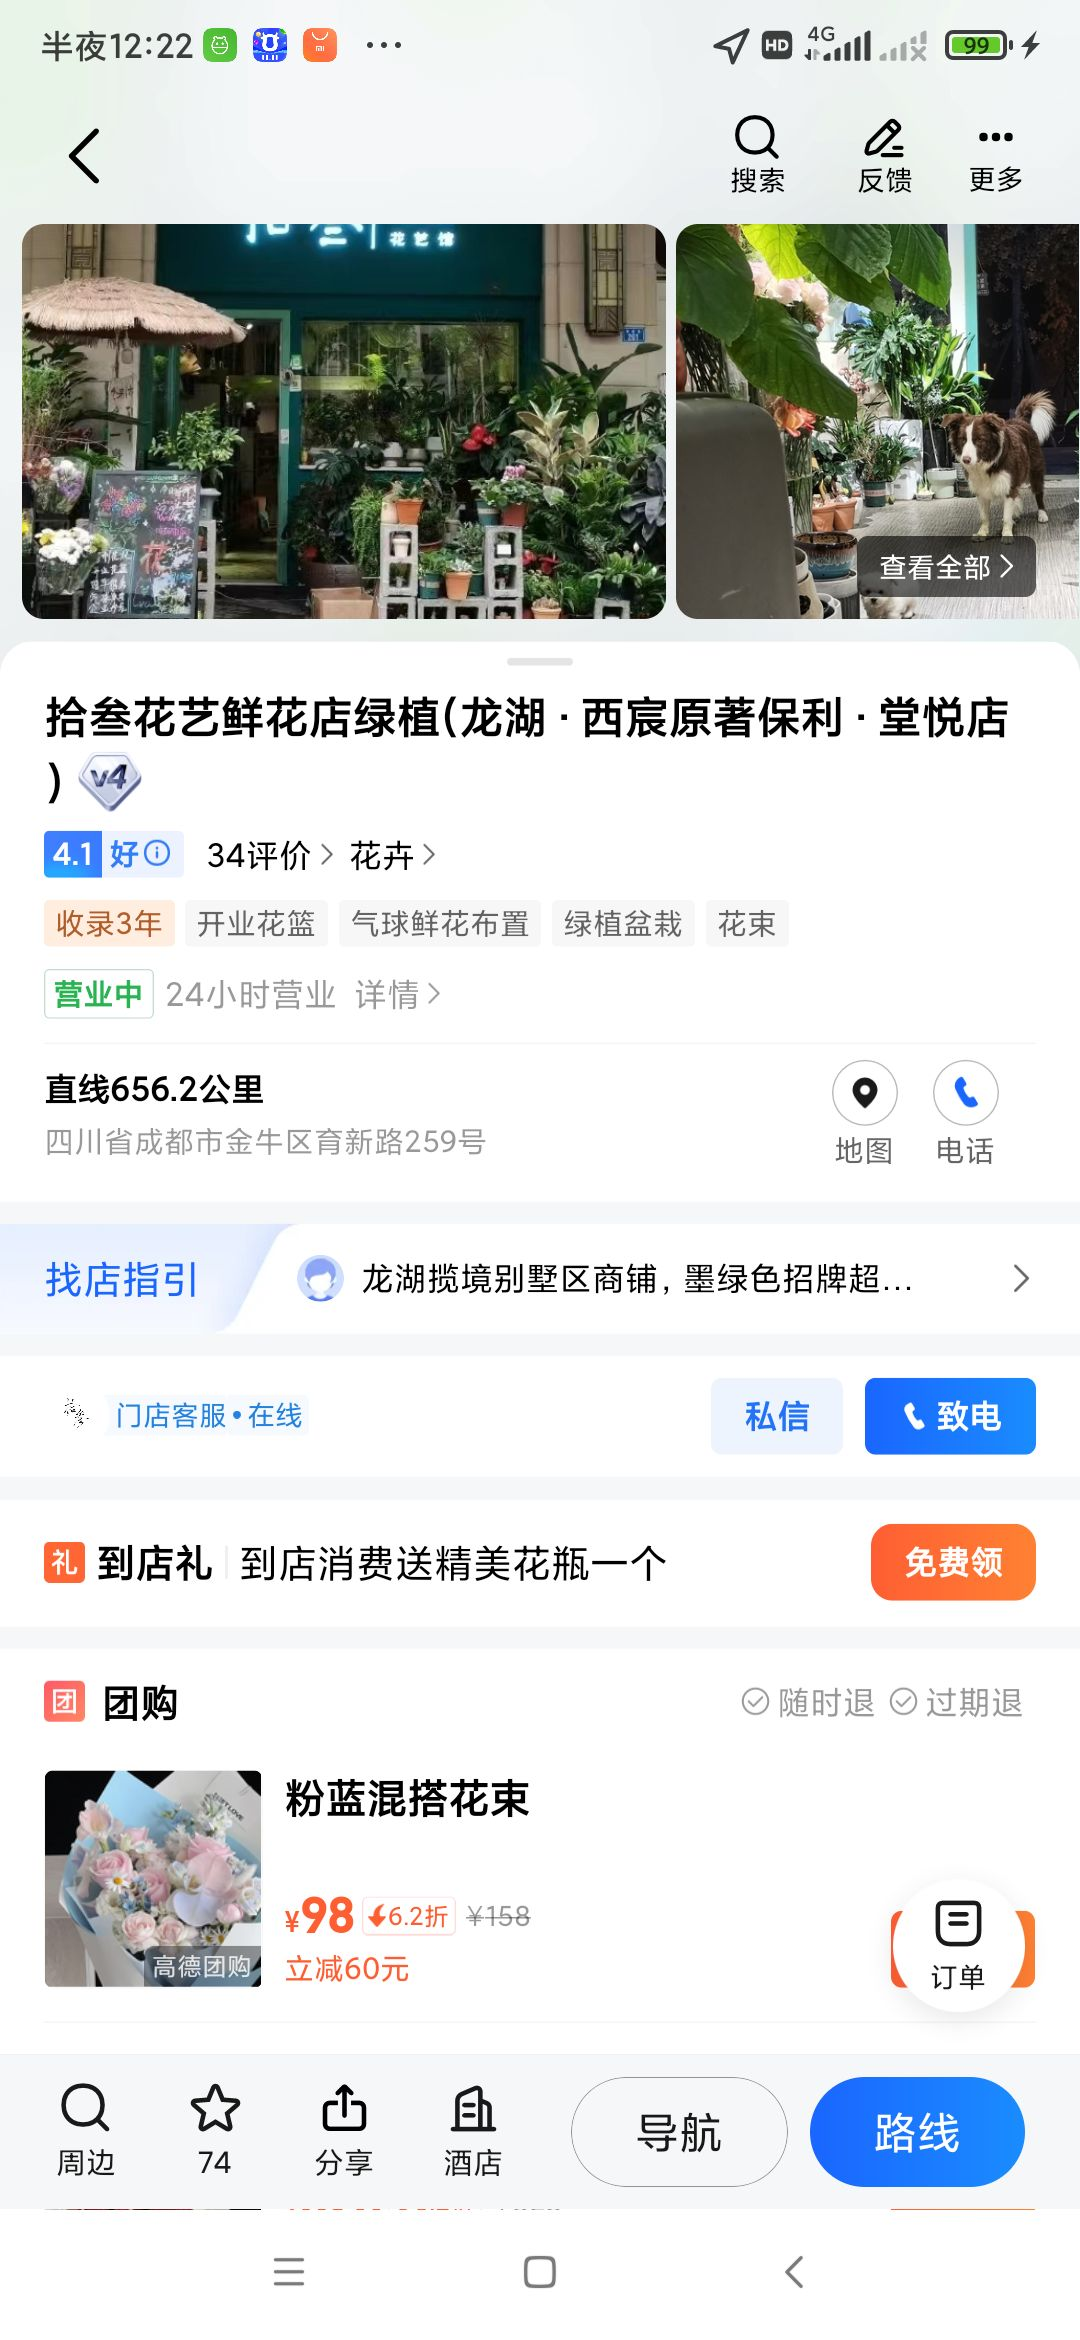 半夜12:22
HD 4G 99
搜索 反馈 更多
花艺馆
花
查看全部
拾叁花艺鲜花店绿植(龙湖·西宸原著保利·堂悦店
) v4
4.1 好 34评价 花卉
收录3年 开业花篮 气球鲜花布置 绿植盆栽 花束
营业中 24小时营业 详情
直线656.2公里
四川省成都市金牛区育新路259号
地图 电话
找店指引 龙湖揽境别墅区商铺，墨绿色招牌超...
门店客服•在线 私信 致电
礼 到店礼 到店消费送精美花瓶一个 免费领
团 团购 随时退 过期退
粉蓝混搭花束
¥98 6.2折 ¥158
高德团购
立减60元
订单
周边 74 分享 酒店 导航 路线